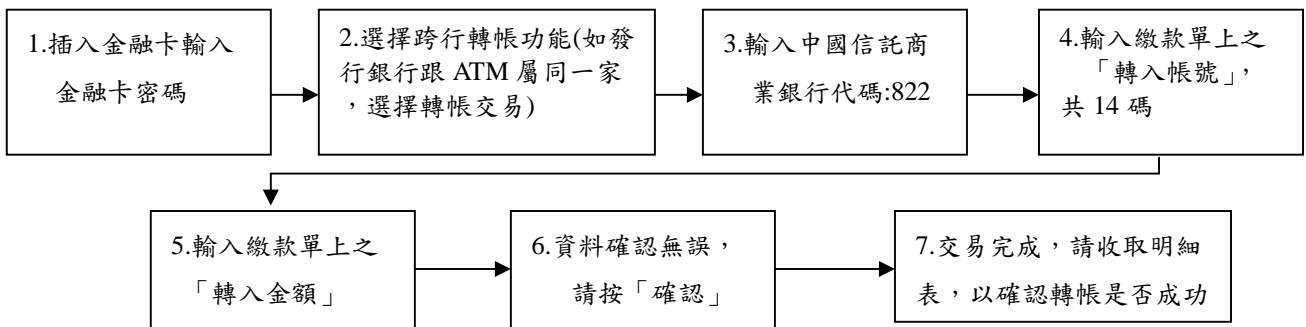 1.插入金融卡輸入
金融卡密碼
2.選擇跨行轉帳功能(如發
行銀行跟 ATM 屬同一家
，選擇轉帳交易)
3.輸入中國信託商
業銀行代碼:822
4.輸入繳款單上之
「轉入帳號」,
共 14 碼
5.輸入繳款單上之
「轉入金額」
6.資料確認無誤，
請按「確認」
7.交易完成，請收取明細
表，以確認轉帳是否成功